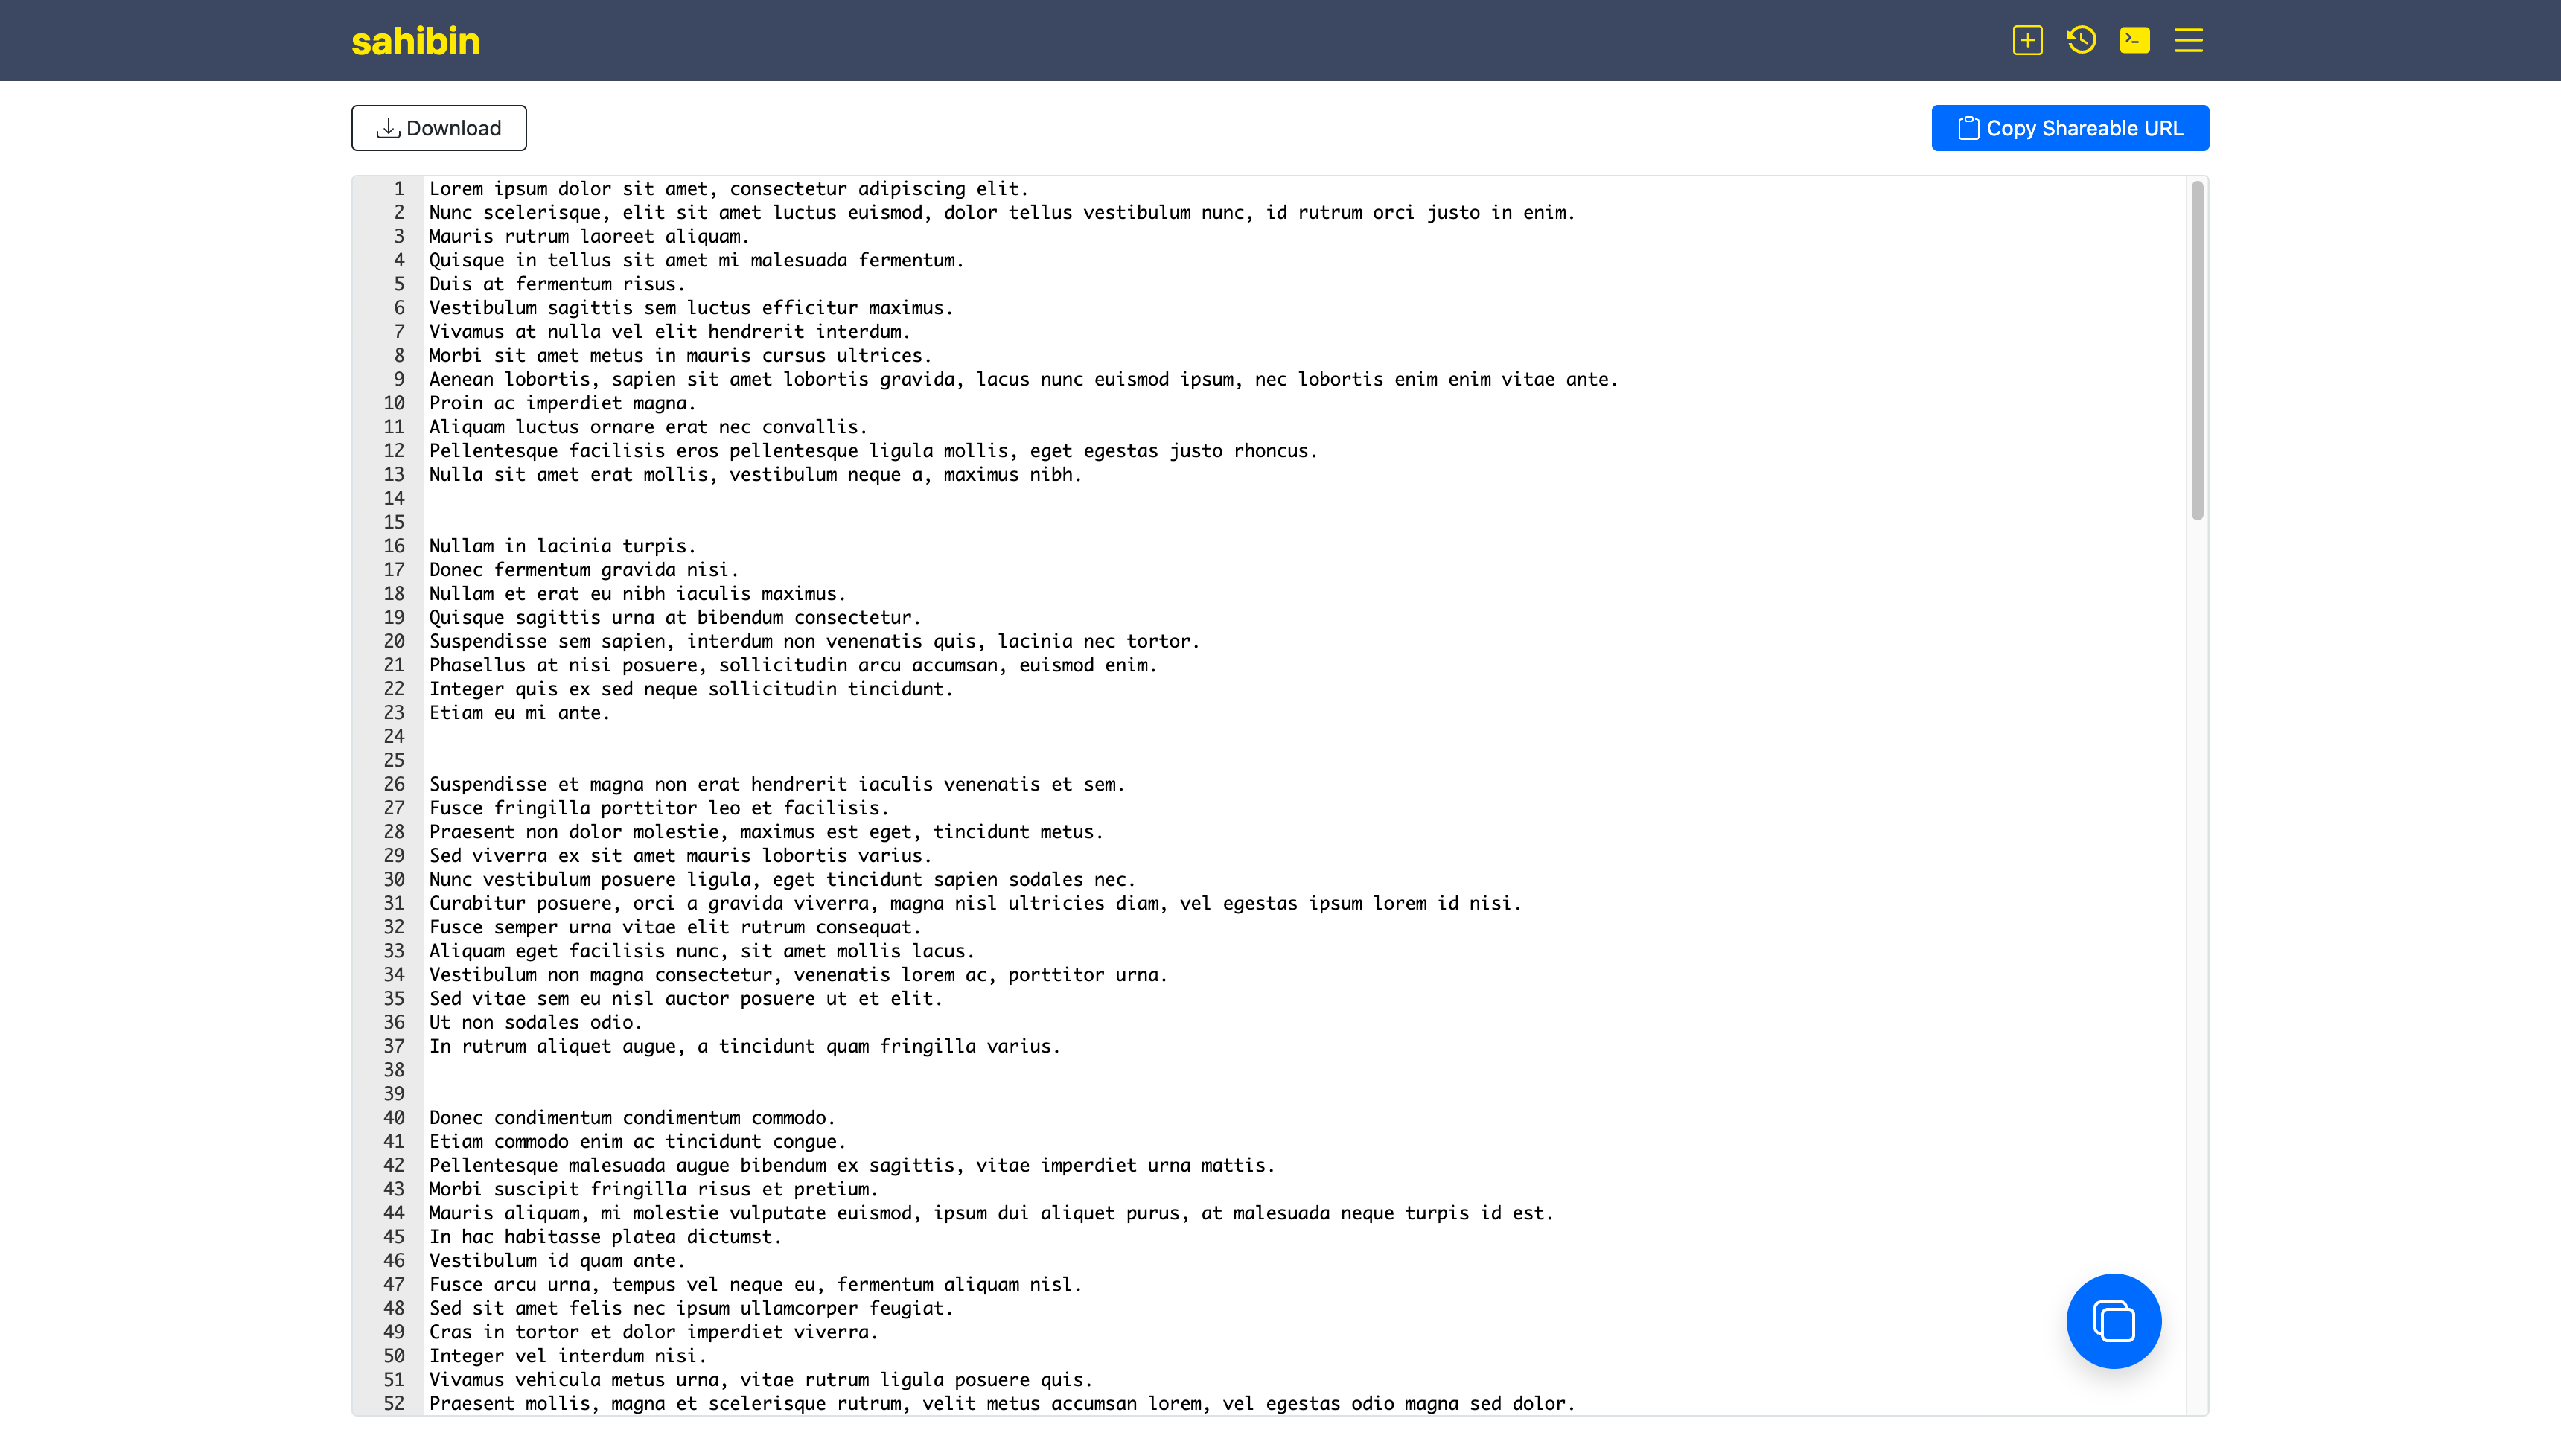 sahibin
Download
Copy Shareable URL
1 Lorem ipsum dolor sit amet, consectetur adipiscing elit.
2 Nunc scelerisque, elit sit amet luctus euismod, dolor tellus vestibulum nunc, id rutrum orci justo in enim.
3 Mauris rutrum laoreet aliquam.
4 Quisque in tellus sit amet mi malesuada fermentum.
5 Duis at fermentum risus.
6 Vestibulum sagittis sem luctus efficitur maximus.
7 Vivamus at nulla vel elit hendrerit interdum.
8 Morbi sit amet metus in mauris cursus ultrices.
9 Aenean lobortis, sapien sit amet lobortis gravida, lacus nunc euismod ipsum, nec lobortis enim enim vitae ante.
10 Proin ac imperdiet magna.
11 Aliquam luctus ornare erat nec convallis.
12 Pellentesque facilisis eros pellentesque ligula mollis, eget egestas justo rhoncus.
13 Nulla sit amet erat mollis, vestibulum neque a, maximus nibh.
14
15
16 Nullam in lacinia turpis.
17 Donec fermentum gravida nisi.
18 Nullam et erat eu nibh iaculis maximus.
19 Quisque sagittis urna at bibendum consectetur.
20 Suspendisse sem sapien, interdum non venenatis quis, lacinia nec tortor.
21 Phasellus at nisi posuere, sollicitudin arcu accumsan, euismod enim.
22 Integer quis ex sed neque sollicitudin tincidunt.
23 Etiam eu mi ante.
24
25
26 Suspendisse et magna non erat hendrerit iaculis venenatis et sem.
27 Fusce fringilla porttitor leo et facilisis.
28 Praesent non dolor molestie, maximus est eget, tincidunt metus.
29 Sed viverra ex sit amet mauris lobortis varius.
30 Nunc vestibulum posuere ligula, eget tincidunt sapien sodales nec.
31 Curabitur posuere, orci a gravida viverra, magna nisl ultricies diam, vel egestas ipsum lorem id nisi.
32 Fusce semper urna vitae elit rutrum consequat.
33 Aliquam eget facilisis nunc, sit amet mollis lacus.
34 Vestibulum non magna consectetur, venenatis lorem ac, porttitor urna.
35 Sed vitae sem eu nisl auctor posuere ut et elit.
36 Ut non sodales odio.
37 In rutrum aliquet augue, a tincidunt quam fringilla varius.
38
39
40 Donec condimentum condimentum commodo.
41 Etiam commodo enim ac tincidunt congue.
42 Pellentesque malesuada augue bibendum ex sagittis, vitae imperdiet urna mattis.
43 Morbi suscipit fringilla risus et pretium.
44 Mauris aliquam, mi molestie vulputate euismod, ipsum dui aliquet purus, at malesuada neque turpis id est.
45 In hac habitasse platea dictumst.
46 Vestibulum id quam ante.
47 Fusce arcu urna, tempus vel neque eu, fermentum aliquam nisl.
48 Sed sit amet felis nec ipsum ullamcorper feugiat.
49 Cras in tortor et dolor imperdiet viverra.
50 Integer vel interdum nisi.
51 Vivamus vehicula metus urna, vitae rutrum ligula posuere quis.
52 Praesent mollis, magna et scelerisque rutrum, velit metus accumsan lorem, vel egestas odio magna sed dolor.